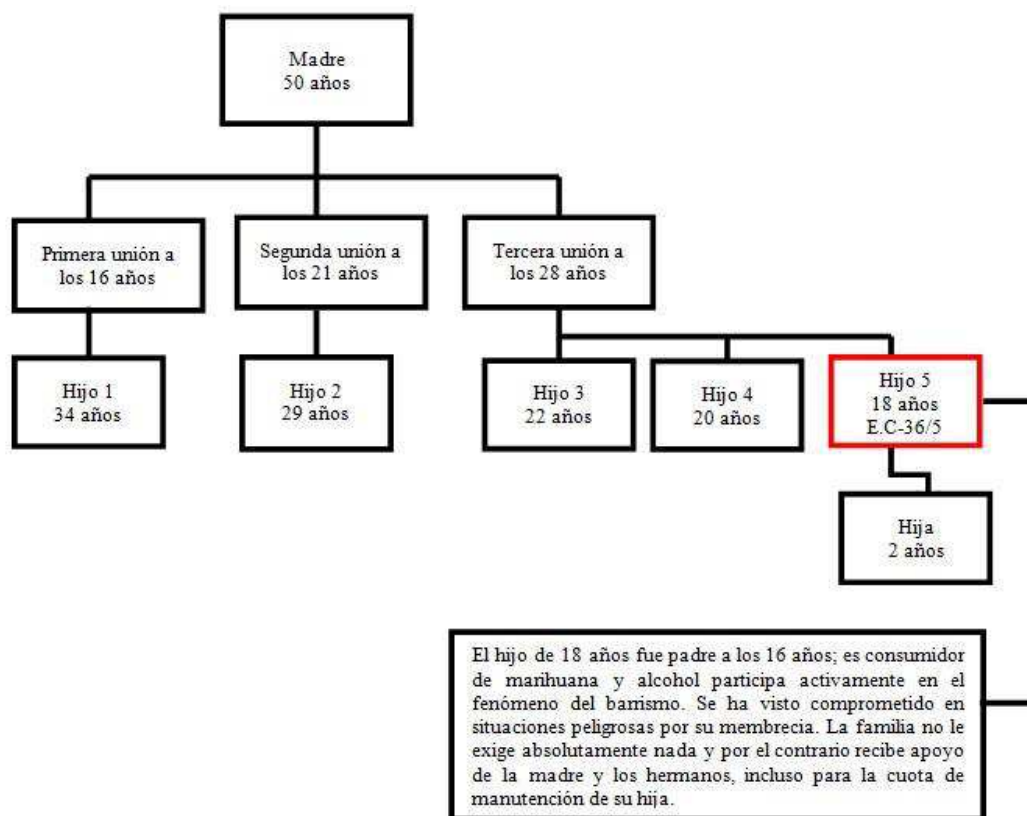 Madre
50 años
Primera unión a
los 16 años
Segunda unión a
los 21 años
Tercera unión a
los 28 años
Hijo 1
34 años
Hijo 2
29 años
Hijo 3
22 años
Hijo 4
20 años
Hijo 5
18 años
E.C-36/5
Hija
2 años
El hijo de 18 años fue padre a los 16 años; es consumidor
de marihuana y alcohol participa activamente en el
fenómeno del barrismo. Se ha visto comprometido en
situaciones peligrosas por su membrecia. La familia no le
exige absolutamente nada y por el contrario recibe apoyo
de la madre y los hermanos, incluso para la cuota de
manutención de su hija.